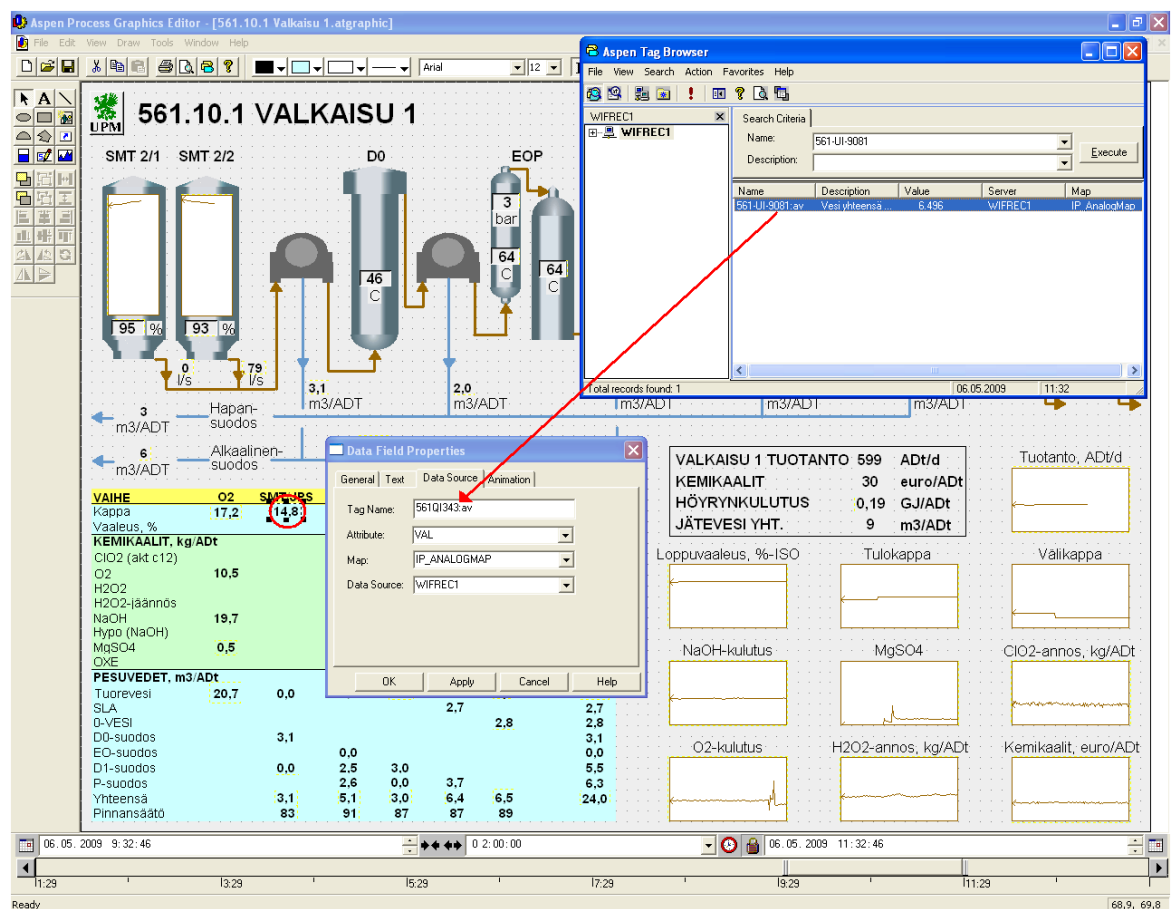 Aspen Process Graphics Editor - [561.10.1 Valkaisu 1.atgraphic]
File Edit View Draw Tools Window Help
Arial 12
UPM
561.10.1 VALKAISU 1
SMT 2/1 SMT 2/2 D0 EOP
3
bar
64
C
64
C
46
C
95 % 93 %
0
l/s
79
l/s
3,1
m3/ADT
2,0
m3/ADT
m3/ADT
m3/ADT
m3/ADT
3
m3/ADT
Hapan-
suodos
6
m3/ADT
Alkaalinen-
suodos
Aspen Tag Browser
File View Search Action Favorites Help
WIFREC1
WIFREC1
Search Criteria
Name: 561-UI-9081
Description:
Execute
Name Description Value Server Map
561-UI-9081:av Vesi yhteensä ... 6.496 WIFREC1 IP_AnalogMap
Total records found: 1 06.05.2009 11:32
Data Field Properties
General Text Data Source Animation
Tag Name: 561QI343:av
Attribute: VAL
Map: IP_ANALOGMAP
Data Source: WIFREC1
OK Apply Cancel Help
VAIHE O2 SMT-UPS
Kappa 17,2 14,8
Vaaleus, %
KEMIKAALIT, kg/ADt
ClO2 (akt c12)
O2 10,5
H2O2
H2O2-jäännös
NaOH 19,7
Hypo (NaOH)
MgSO4 0,5
OXE
PESUVEDET, m3/ADt
Tuorevesi 20,7 0,0
SLA 2,7 2,7
0-VESI 2,8 2,8
D0-suodos 3,1 3,1
EO-suodos 0,0 0,0
D1-suodos 0,0 2,5 3,0 5,5
P-suodos 2,6 0,0 3,7 6,3
Yhteensä 3,1 5,1 3,0 6,4 6,5 24,0
Pinnansäätö 83 91 87 87 89
VALKAISU 1 TUOTANTO 599 ADt/d
KEMIKAALIT 30 euro/ADt
HÖYRYNKULUTUS 0,19 GJ/ADt
JÄTEVESI YHT. 9 m3/ADt
Tuotanto, ADt/d
Loppuvaaleus, %-ISO Tulokappa Välikappa
NaOH-kulutus MgSO4 ClO2-annos, kg/ADt
O2-kulutus H2O2-annos, kg/ADt Kemikaalit, euro/ADt
06.05. 2009 9:32:46 0 2:00:00 06.05. 2009 11:32:46
1:29 3:29 5:29 7:29 9:29 11:29
Ready 68,9, 69,8